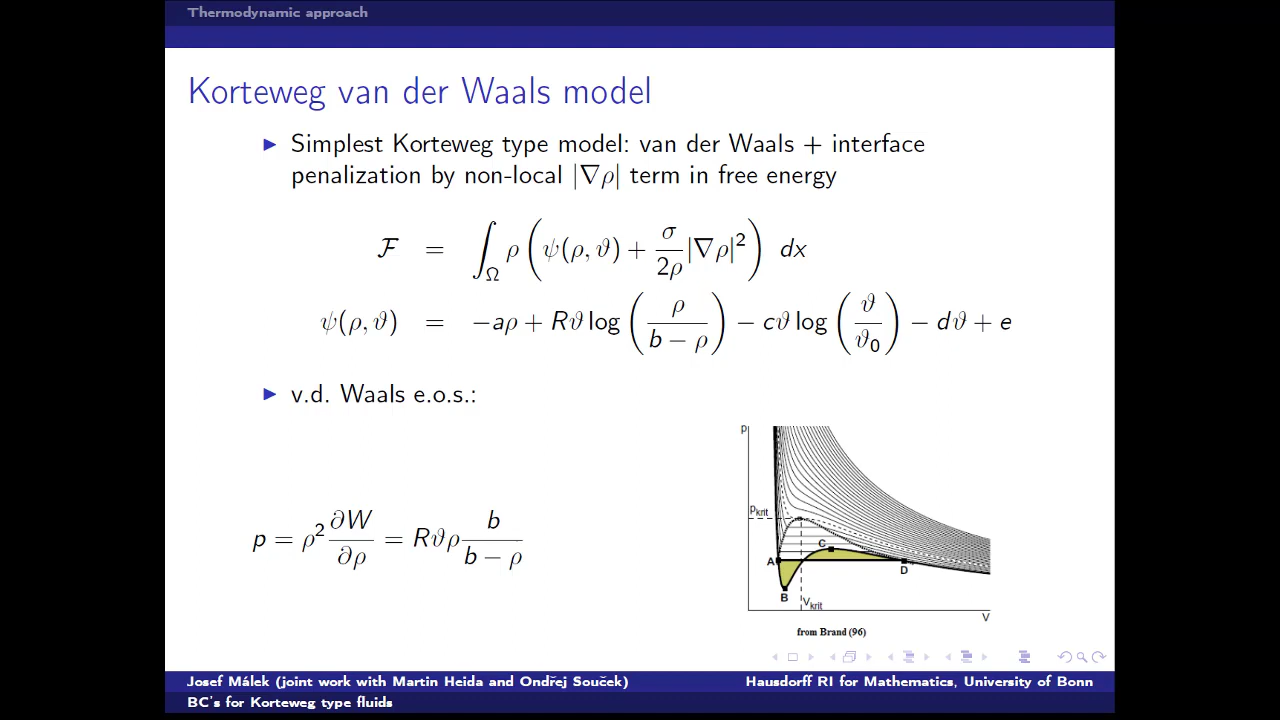 Thermodynamic approach
Korteweg van der Waals model
▶ Simplest Korteweg type model: van der Waals + interface
penalization by non-local |∇ρ| term in free energy
ℱ = ∫_Ω ρ ( ψ(ρ, ϑ) + σ/2ρ |∇ρ|² ) dx
ψ(ρ, ϑ) = −aρ + Rϑ log ( ρ/(b − ρ) ) − cϑ log ( ϑ/ϑ₀ ) − dϑ + e
▶ v.d. Waals e.o.s.:
p = ρ² ∂W/∂ρ = Rϑρ b/(b − ρ)
p
Pkrit
C
A
D
B
Vkrit
V
from Brand (96)
Josef Málek (joint work with Martin Heida and Ondřej Souček) Hausdorff RI for Mathematics, University of Bonn
BC's for Korteweg type fluids